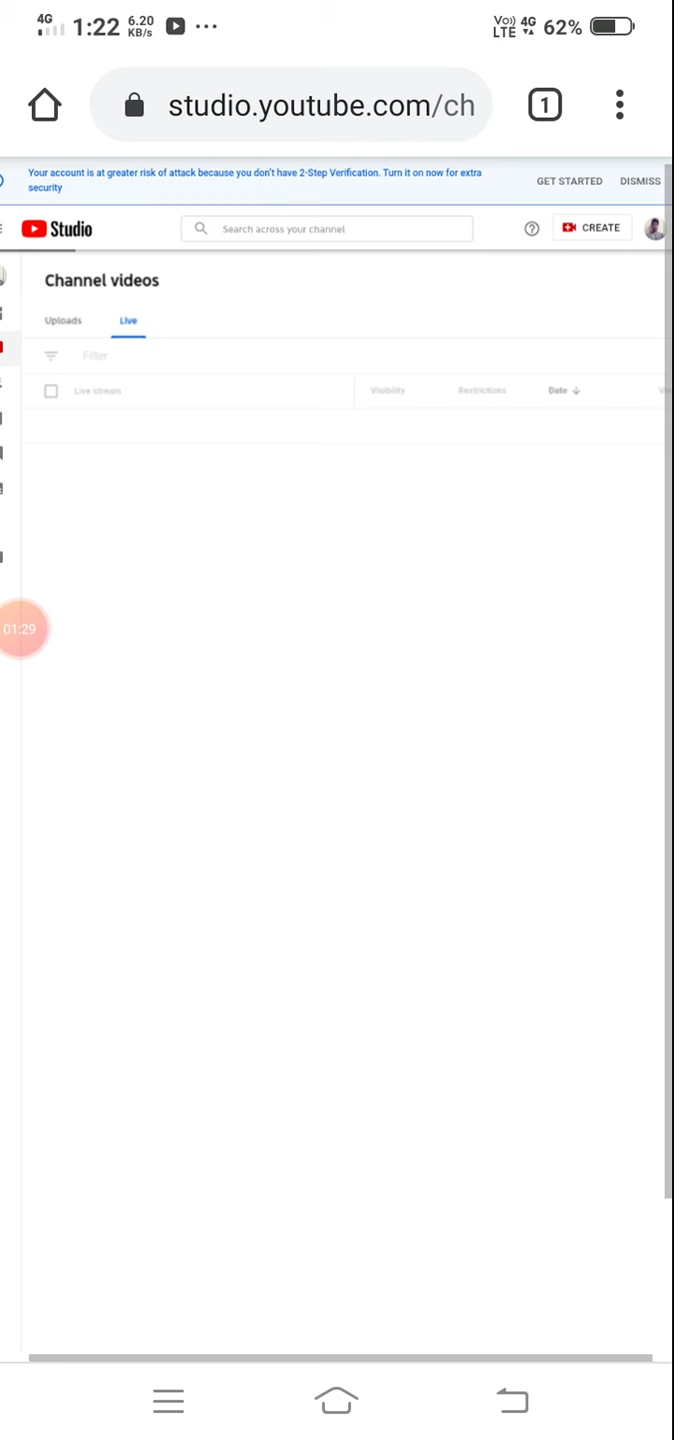 4G 1:22 6.20 KB/s ... Vo)) LTE 4G 62%
studio.youtube.com/ch 1
Your account is at greater risk of attack because you don't have 2-Step Verification. Turn it on now for extra
security
GET STARTED DISMISS
Studio Search across your channel CREATE
Channel videos
Uploads Live
Filter
Live stream Visibility Restrictions Date
01:29